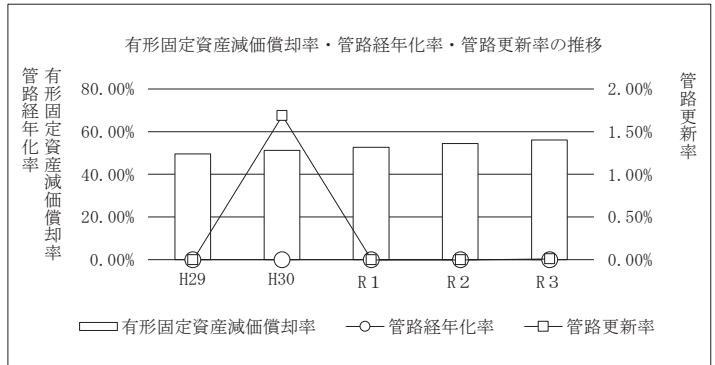 有形固定資産減価償却率・管路経年化率・管路更新率の推移
有形固定資産減価償却率
管路経年化率
管路更新率
80.00%
60.00%
40.00%
20.00%
0.00%
2.00%
1.50%
1.00%
0.50%
0.00%
H29 H30 R１ R２ R３
有形固定資産減価償却率 管路経年化率 管路更新率